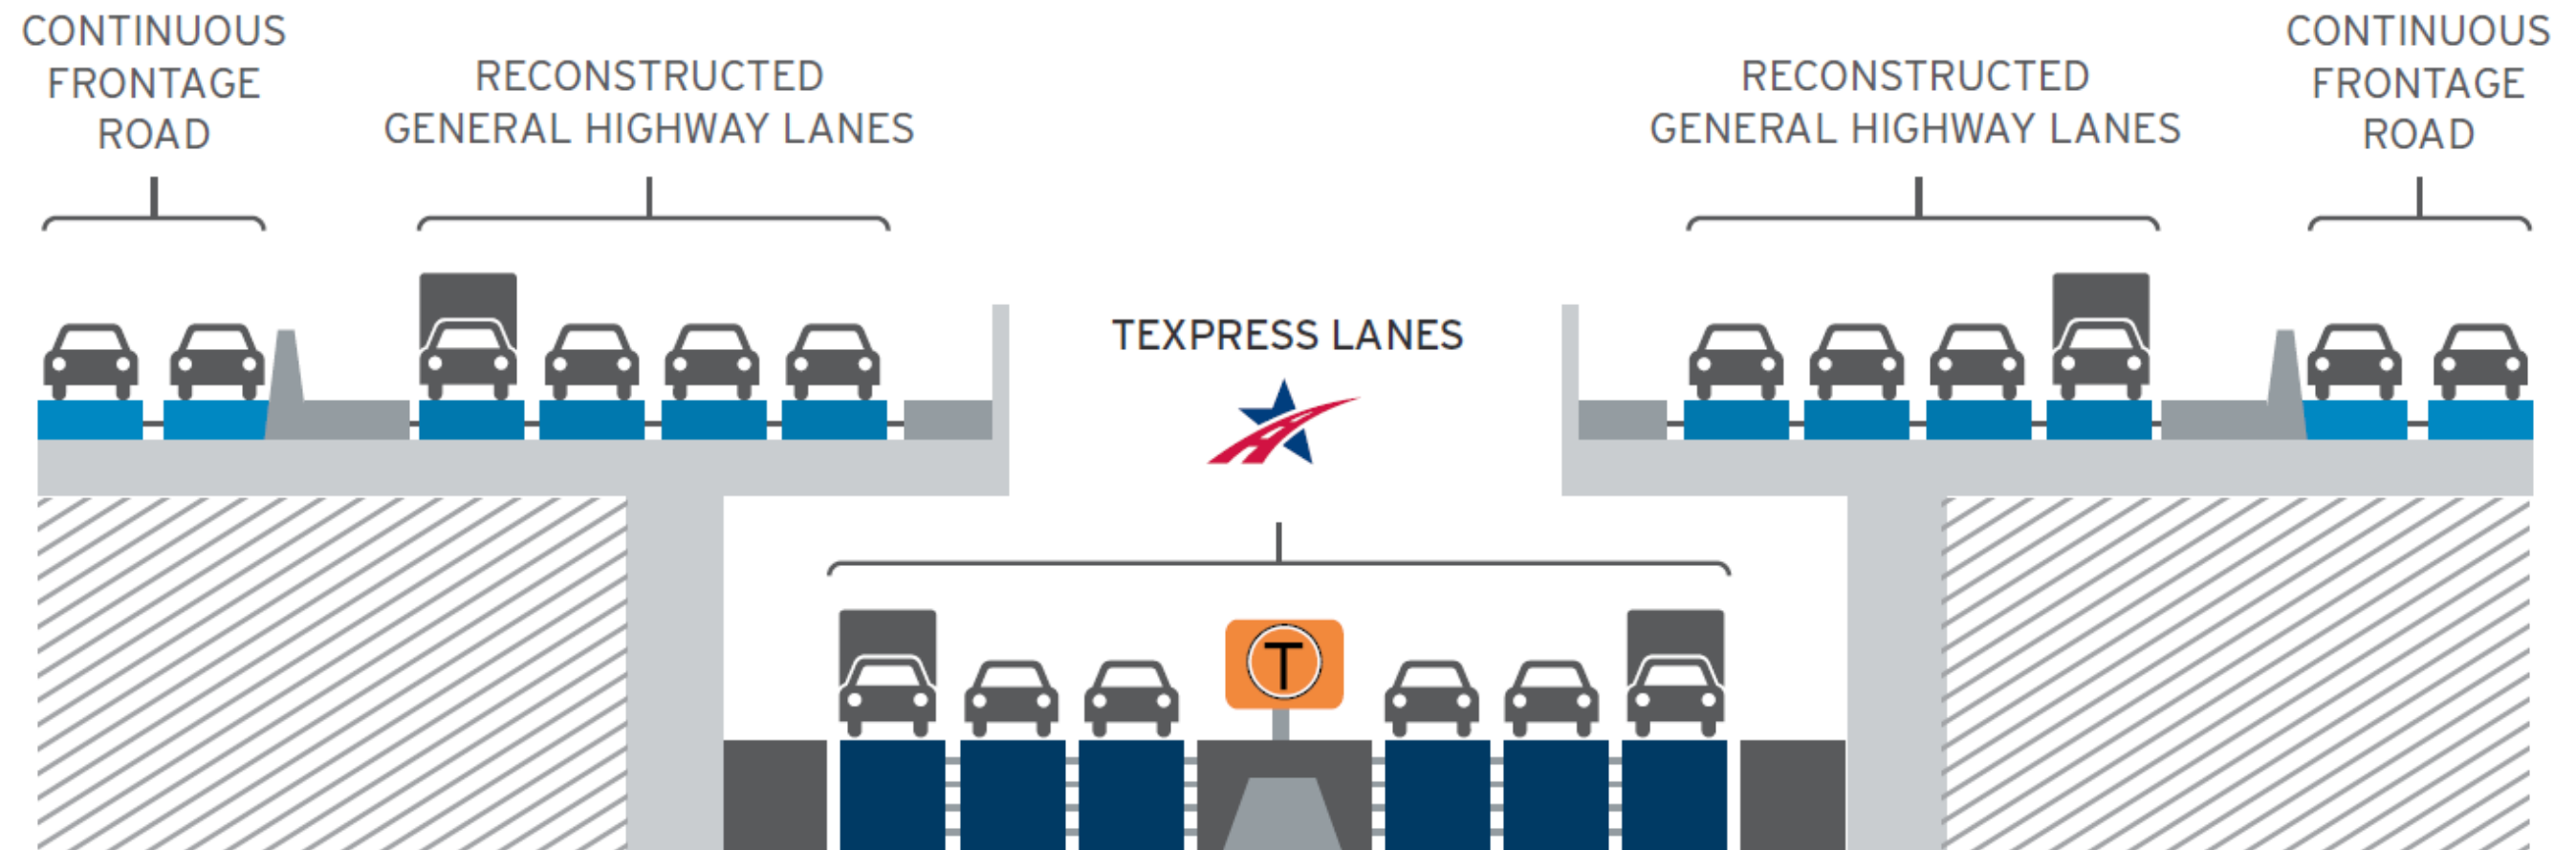 CONTINUOUS
FRONTAGE
ROAD
RECONSTRUCTED
GENERAL HIGHWAY LANES
RECONSTRUCTED
GENERAL HIGHWAY LANES
CONTINUOUS
FRONTAGE
ROAD
TEXPRESS LANES
T